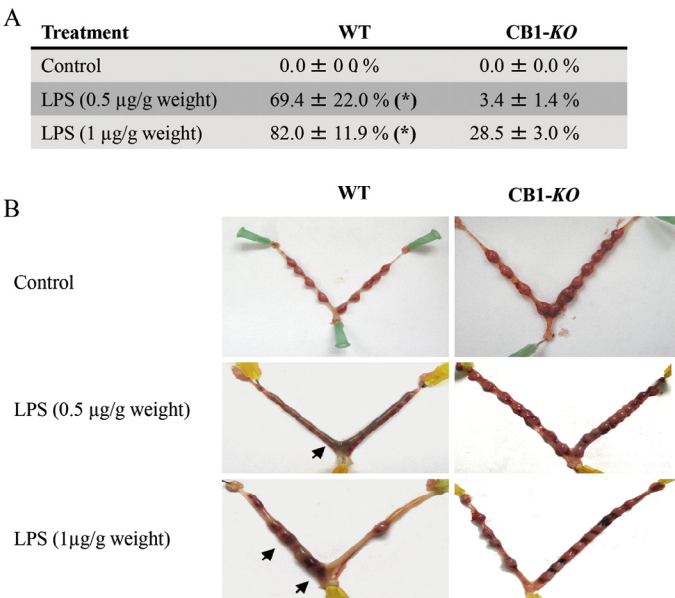 A
Treatment WT CB1-KO
Control 0.0 ± 0 0 % 0.0 ± 0.0 %
LPS (0.5 µg/g weight) 69.4 ± 22.0 % (*) 3.4 ± 1.4 %
LPS (1 µg/g weight) 82.0 ± 11.9 % (*) 28.5 ± 3.0 %
B
WT CB1-KO
Control
LPS (0.5 µg/g weight)
LPS (1µg/g weight)